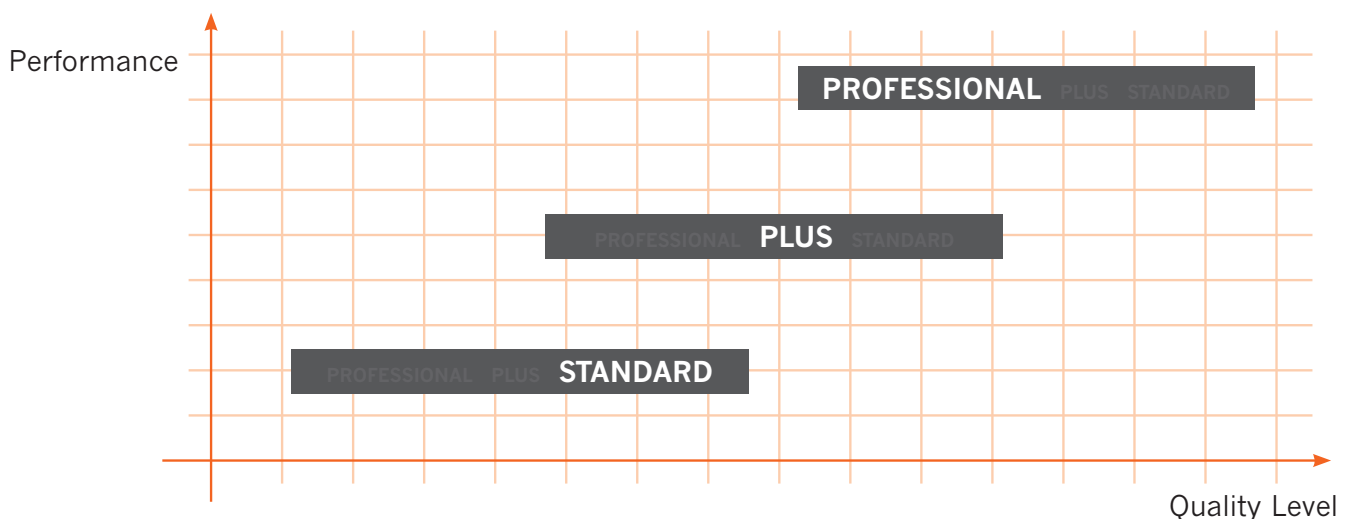 Performance
PROFESSIONAL PLUS STANDARD
PROFESSIONAL PLUS STANDARD
PROFESSIONAL PLUS STANDARD
Quality Level